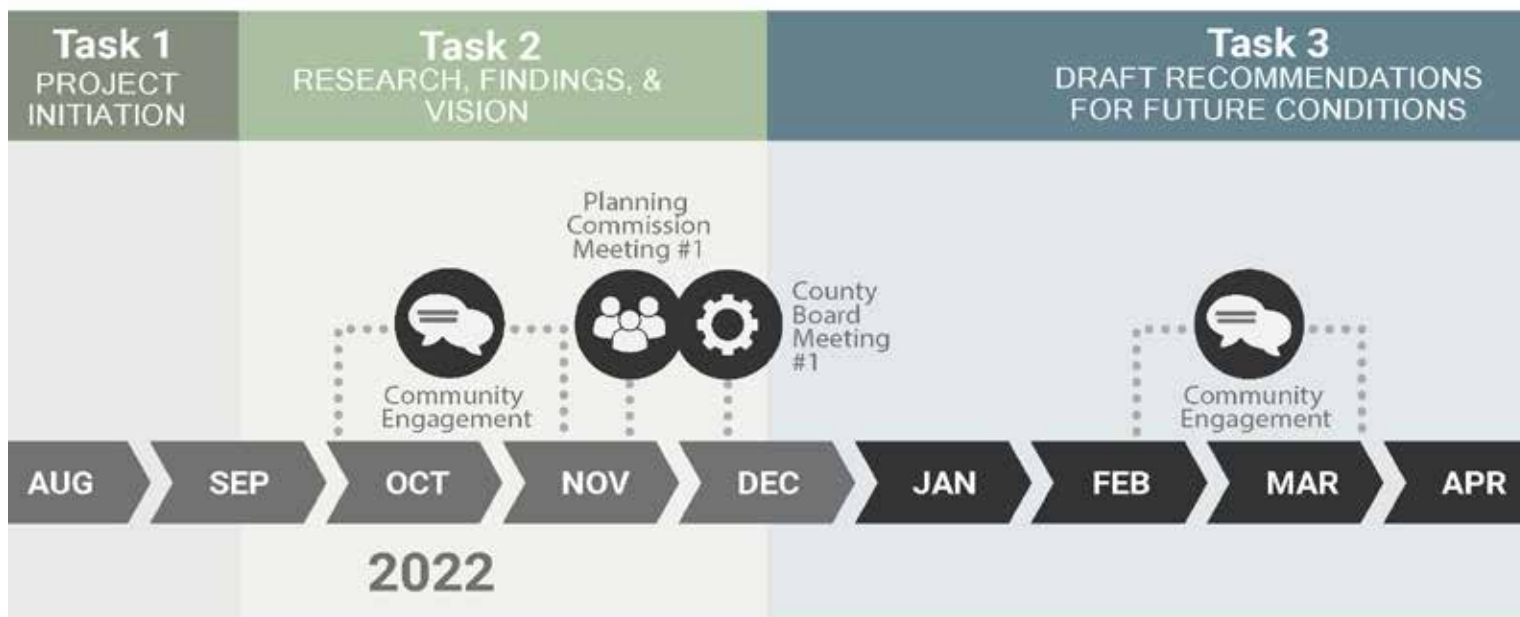 Task 1
PROJECT
INITIATION
Task 2
RESEARCH, FINDINGS, &
VISION
Task 3
DRAFT RECOMMENDATIONS
FOR FUTURE CONDITIONS
Planning
Commission
Meeting #1
County
Board
Meeting
#1
Community
Engagement
Community
Engagement
AUG
SEP
OCT
NOV
DEC
JAN
FEB
MAR
APR
2022